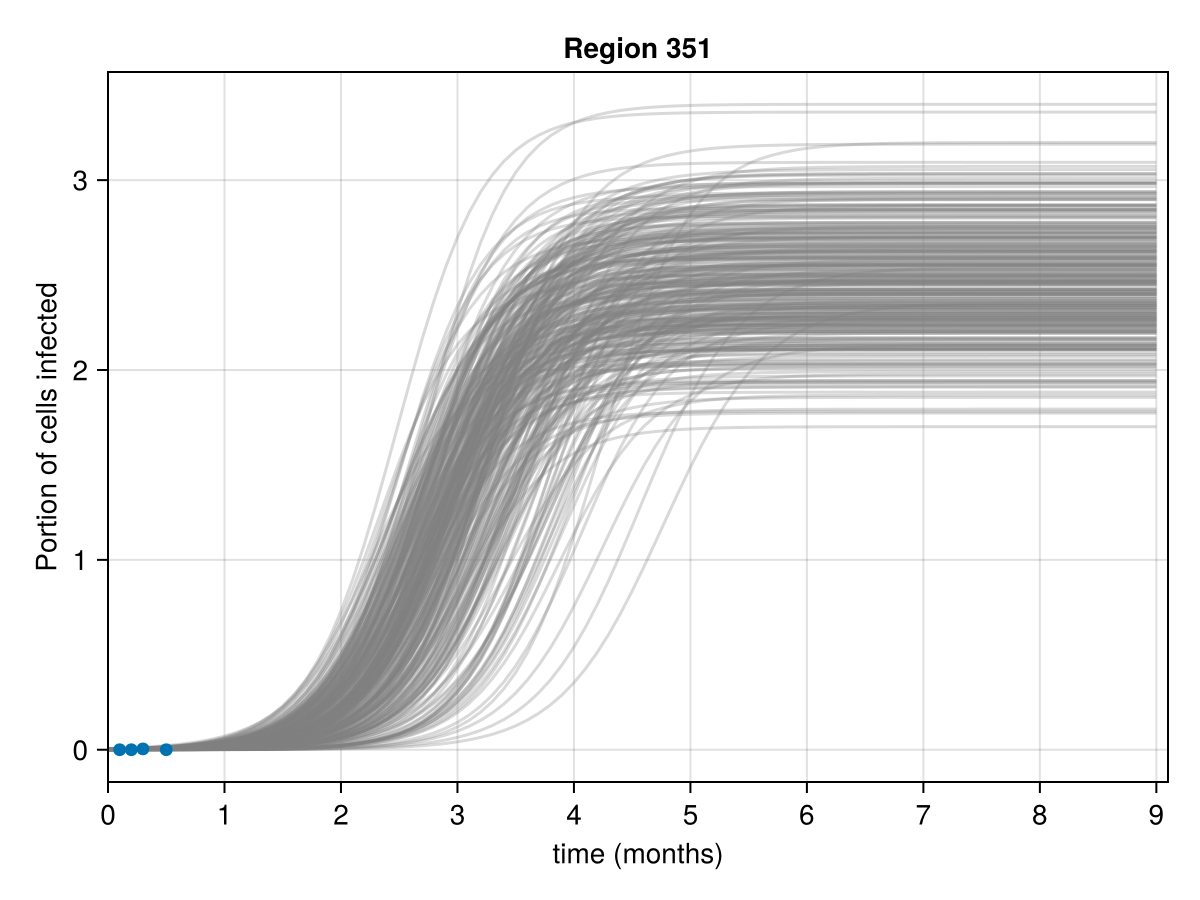 Region 351
Portion of cells infected
3
2
1
0
0 1 2 3 4 5 6 7 8 9
time (months)